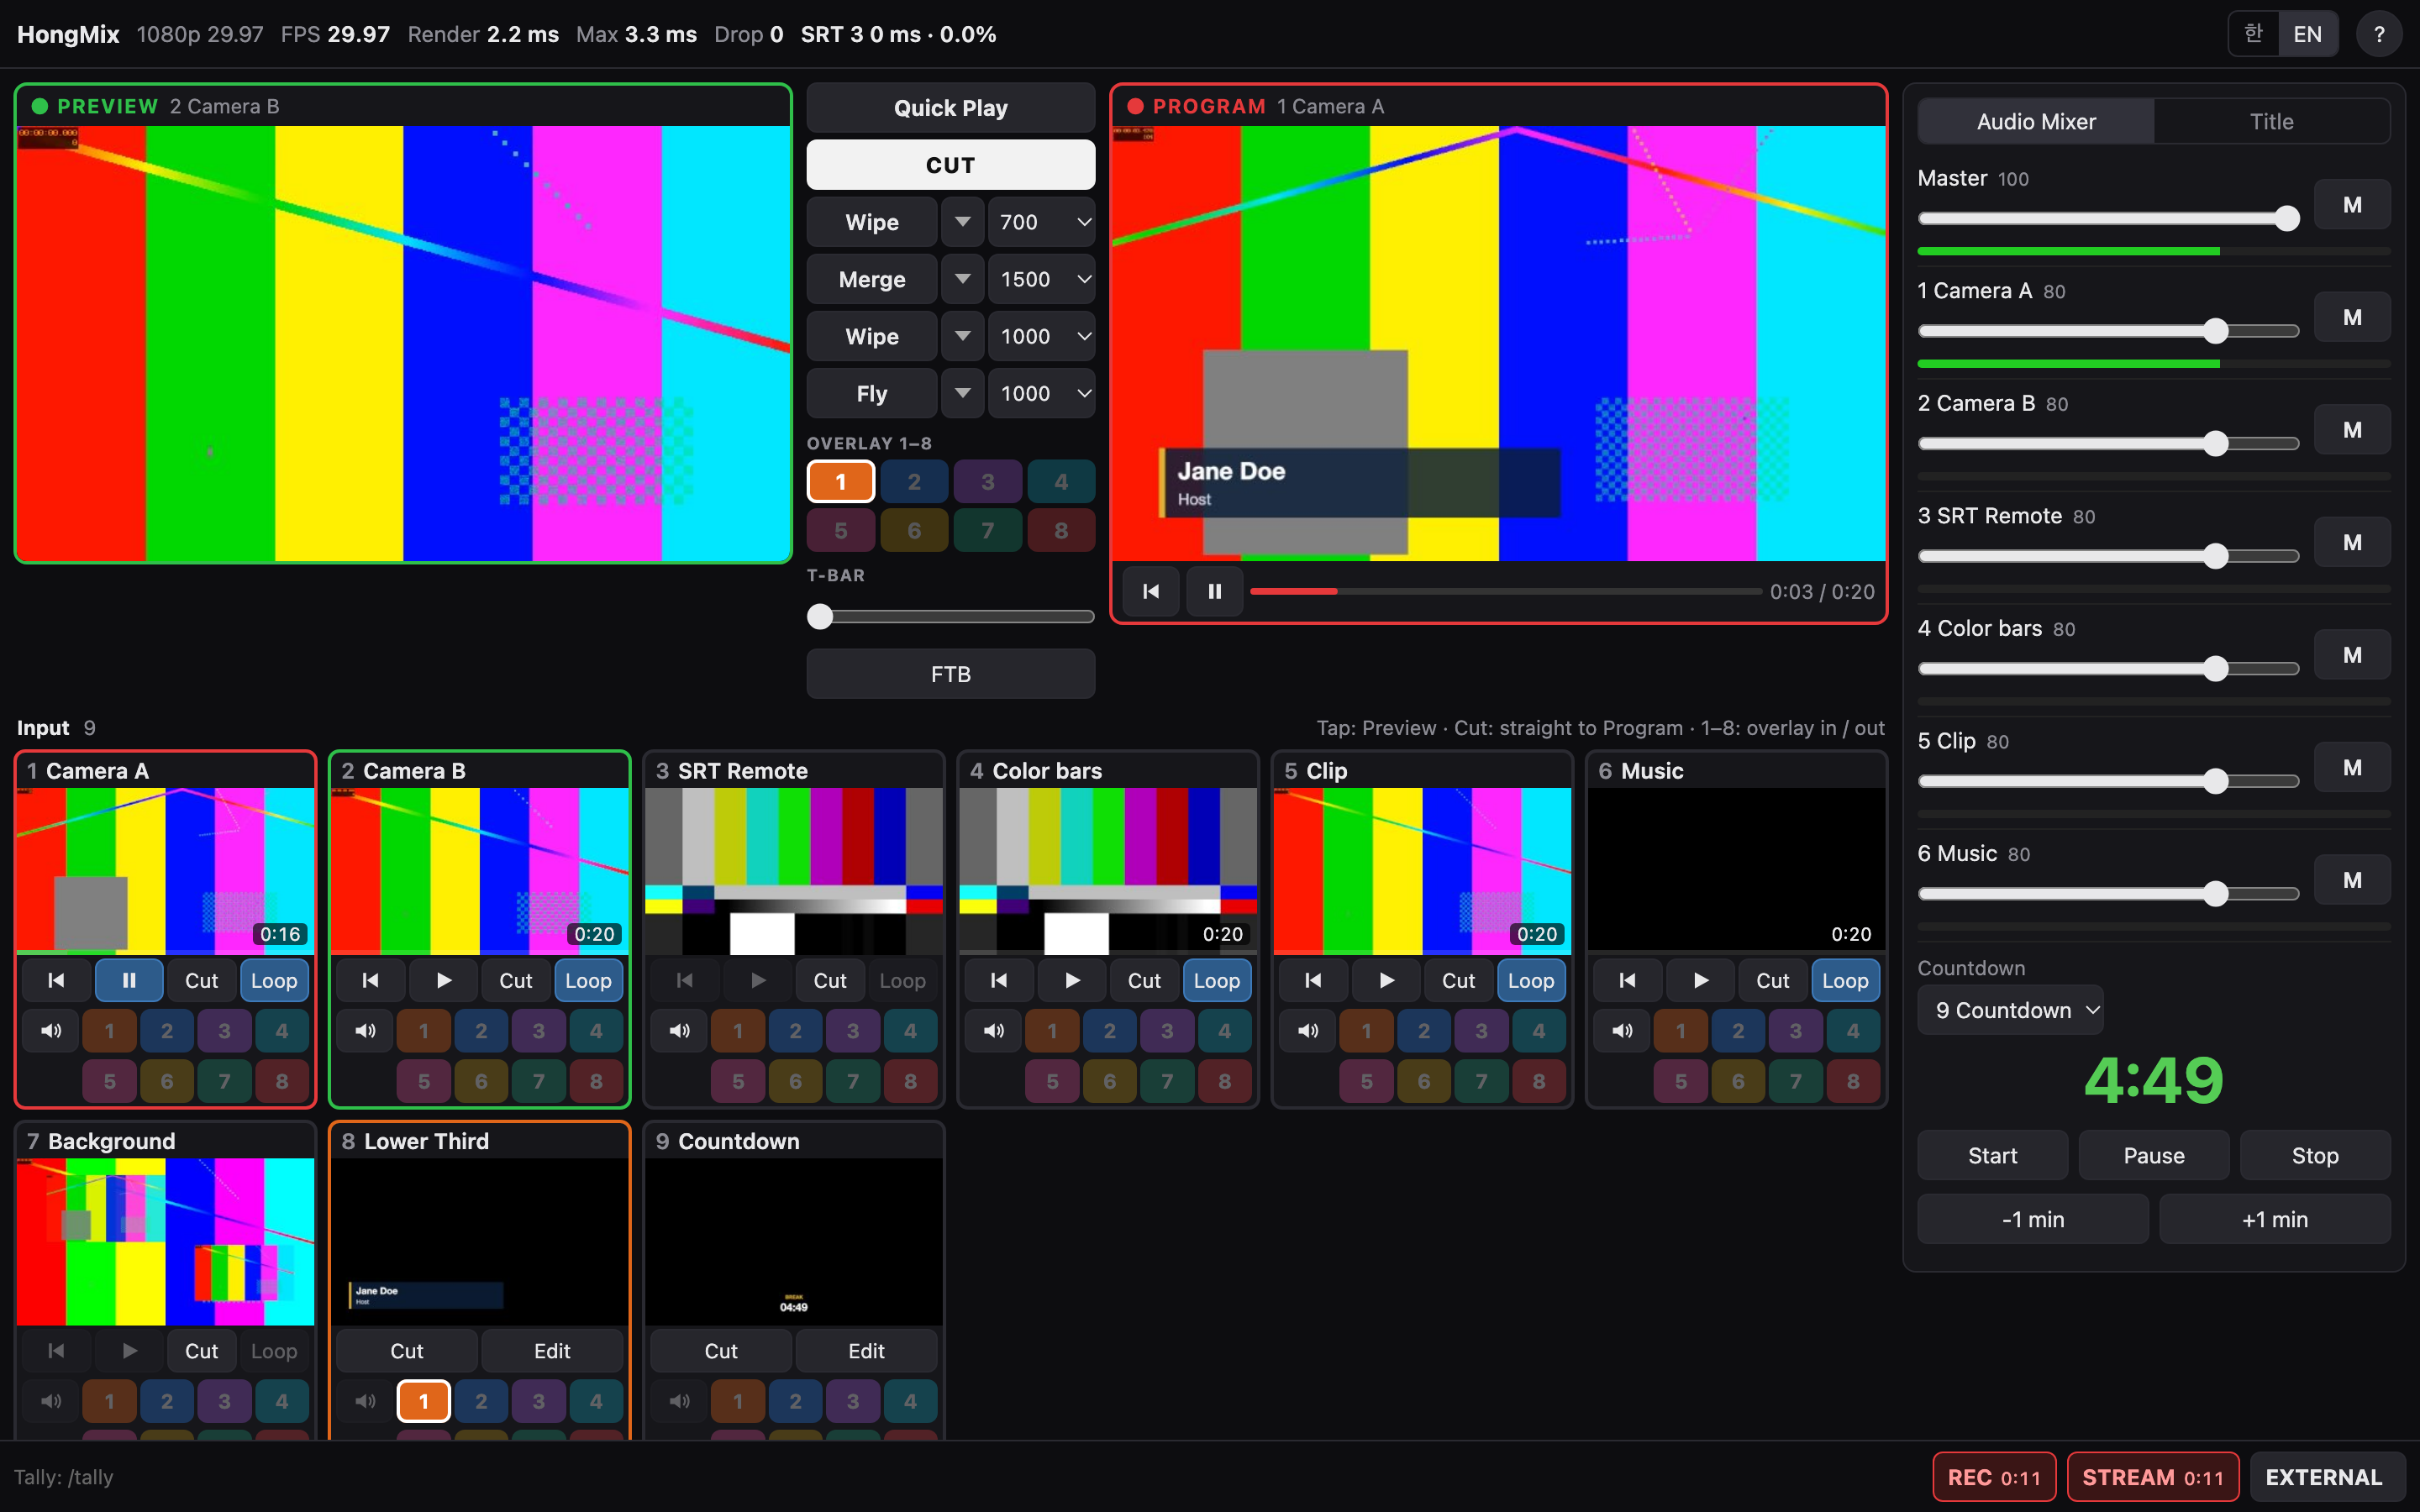 HongMix 1080p 29.97 FPS 29.97 Render 2.2 ms Max 3.3 ms Drop 0 SRT 3 0 ms · 0.0%
한 EN ?
PREVIEW 2 Camera B
Quick Play
CUT
Wipe 700
Merge 1500
Wipe 1000
Fly 1000
OVERLAY 1–8
1 2 3 4
5 6 7 8
T-BAR
FTB
PROGRAM 1 Camera A
Jane Doe
Host
0:03 / 0:20
Audio Mixer Title
Master 100
M
1 Camera A 80
M
2 Camera B 80
M
3 SRT Remote 80
M
4 Color bars 80
M
5 Clip 80
M
6 Music 80
M
Countdown
9 Countdown
4:49
Start Pause Stop
-1 min +1 min
Input 9
Tap: Preview · Cut: straight to Program · 1–8: overlay in / out
1 Camera A
0:16
Cut Loop
1 2 3 4
5 6 7 8
2 Camera B
0:20
Cut Loop
1 2 3 4
5 6 7 8
3 SRT Remote
Cut Loop
1 2 3 4
5 6 7 8
4 Color bars
0:20
Cut Loop
1 2 3 4
5 6 7 8
5 Clip
0:20
Cut Loop
1 2 3 4
5 6 7 8
6 Music
0:20
Cut Loop
1 2 3 4
5 6 7 8
7 Background
Cut Loop
1 2 3 4
8 Lower Third
Jane Doe
Host
Cut Edit
1 2 3 4
9 Countdown
BREAK
04:49
Cut Edit
1 2 3 4
Tally: /tally
REC 0:11 STREAM 0:11 EXTERNAL